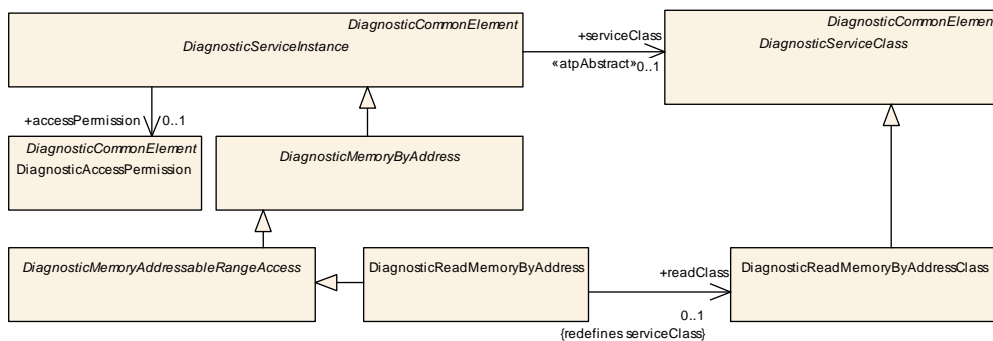 DiagnosticCommonElement
DiagnosticServiceInstance
+serviceClass
«atpAbstract» 0..1
DiagnosticCommonElement
DiagnosticServiceClass
+accessPermission 0..1
DiagnosticCommonElement
DiagnosticAccessPermission
DiagnosticMemoryByAddress
DiagnosticMemoryAddressableRangeAccess
DiagnosticReadMemoryByAddress
+readClass
0..1
{redefines serviceClass}
DiagnosticReadMemoryByAddressClass